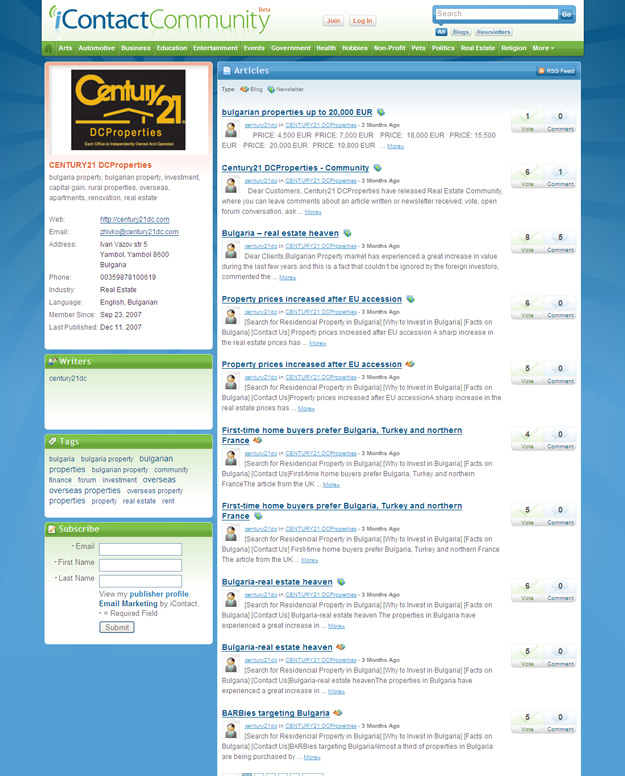 iContactCommunity Beta
Join
Log In
Search
Go
All Blogs Newsletters
Arts Automotive Business Education Entertainment Events Government Health Hobbies Non-Profit Pets Politics Real Estate Religion More
Century 21
DCProperties
Each Office is Independently Owned And Operated
CENTURY21 DCProperties
bulgaria property, bulgarian property, investment,
capital gain, rural properties, overseas,
apartments, renovation, real estate
Web: http://century21dc.com
Email: zhivko@century21dc.com
Address: Ivan Vazov str 5
Yambol, Yambol 8600
Bulgaria
Phone: 00359878100619
Industry: Real Estate
Language: English, Bulgarian
Member Since: Sep 23, 2007
Last Published: Dec 11, 2007
Writers
century21dc
Tags
bulgaria bulgaria property bulgarian
properties bulgarian property community
finance forum investment overseas
overseas properties overseas property
properties property real estate rent
Subscribe
* Email
* First Name
* Last Name
View my publisher profile.
Email Marketing by iContact
* = Required Field
Submit
Articles
RSS Feed
Type: Blog Newsletter
bulgarian properties up to 20,000 EUR
century21dc in CENTURY21 DCProperties - 2 Months Ago
PRICE: 4,500 EUR PRICE: 7,000 EUR PRICE: 18,000 EUR PRICE: 15,500
EUR PRICE: 20,000 EUR PRICE: 19,800 EUR ... More»
1 Vote
0 Comment
Century21 DCProperties - Community
century21dc in CENTURY21 DCProperties - 3 Months Ago
Dear Customers, Century21 DCProperties have released Real Estate Community,
where you can leave comments about an article written or newsletter received, vote, open
forum conversation, ask ... More»
6 Vote
1 Comment
Bulgaria – real estate heaven
century21dc in CENTURY21 DCProperties - 3 Months Ago
Dear Clients,Bulgarian Property market has experienced a great increase in value
during the last few years and this is a fact that couldn't be ignored by the foreign investors,
commented the ... More»
8 Vote
5 Comment
Property prices increased after EU accession
century21dc in CENTURY21 DCProperties - 3 Months Ago
[Search for Residencial Property in Bulgaria] [Why to Invest in Bulgaria] [Facts on
Bulgaria] [Contact Us] Property prices increased after EU accession A sharp increase in
the real estate prices has ... More»
6 Vote
0 Comment
Property prices increased after EU accession
century21dc in CENTURY21 DCProperties - 3 Months Ago
[Search for Residencial Property in Bulgaria] [Why to Invest in Bulgaria] [Facts on
Bulgaria] [Contact Us]Property prices increased after EU accessionA sharp increase in the
real estate prices has ... More»
5 Vote
0 Comment
First-time home buyers prefer Bulgaria, Turkey and northern
France
century21dc in CENTURY21 DCProperties - 3 Months Ago
[Search for Residencial Property in Bulgaria] [Why to Invest in Bulgaria] [Facts on
Bulgaria] [Contact Us]First-time home buyers prefer Bulgaria, Turkey and northern
FranceThe article from the UK ... More»
4 Vote
0 Comment
First-time home buyers prefer Bulgaria, Turkey and northern
France
century21dc in CENTURY21 DCProperties - 3 Months Ago
[Search for Residencial Property in Bulgaria] [Why to Invest in Bulgaria] [Facts on
Bulgaria] [Contact Us] First-time home buyers prefer Bulgaria, Turkey and northern France
The article from the UK ... More»
5 Vote
0 Comment
Bulgaria-real estate heaven
century21dc in CENTURY21 DCProperties - 3 Months Ago
[Search for Residencial Property in Bulgaria] [Why to Invest in Bulgaria] [Facts on
Bulgaria] [Contact Us] Bulgaria-real estate heaven The properties in Bulgaria have
experienced a great increase in ... More»
6 Vote
0 Comment
Bulgaria-real estate heaven
century21dc in CENTURY21 DCProperties - 3 Months Ago
[Search for Residencial Property in Bulgaria] [Why to Invest in Bulgaria] [Facts on
Bulgaria] [Contact Us]Bulgaria-real estate heavenThe properties in Bulgaria have
experienced a great increase in ... More»
5 Vote
0 Comment
BARBies targeting Bulgaria
century21dc in CENTURY21 DCProperties - 3 Months Ago
[Search for Residencial Property in Bulgaria] [Why to Invest in Bulgaria] [Facts on
Bulgaria] [Contact Us]BARBies targeting BulgariaAlmost a third of properties in Bulgaria
are being purchased by ... More»
5 Vote
0 Comment